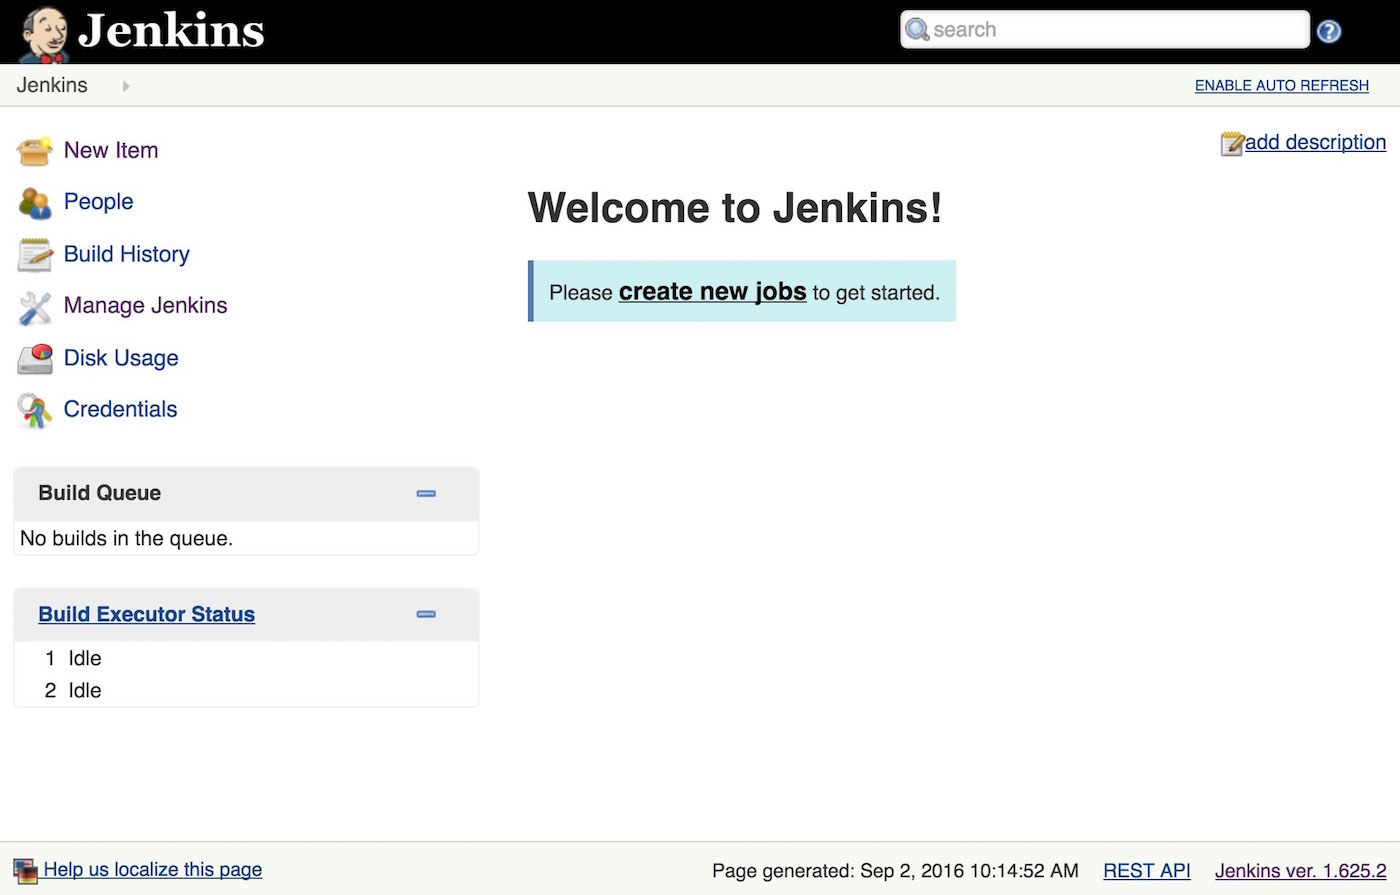 Jenkins
search
Jenkins
ENABLE AUTO REFRESH
New Item
People
Build History
Manage Jenkins
Disk Usage
Credentials
Build Queue
No builds in the queue.
Build Executor Status
1 Idle
2 Idle
add description
Welcome to Jenkins!
Please create new jobs to get started.
Help us localize this page
Page generated: Sep 2, 2016 10:14:52 AM REST API Jenkins ver. 1.625.2